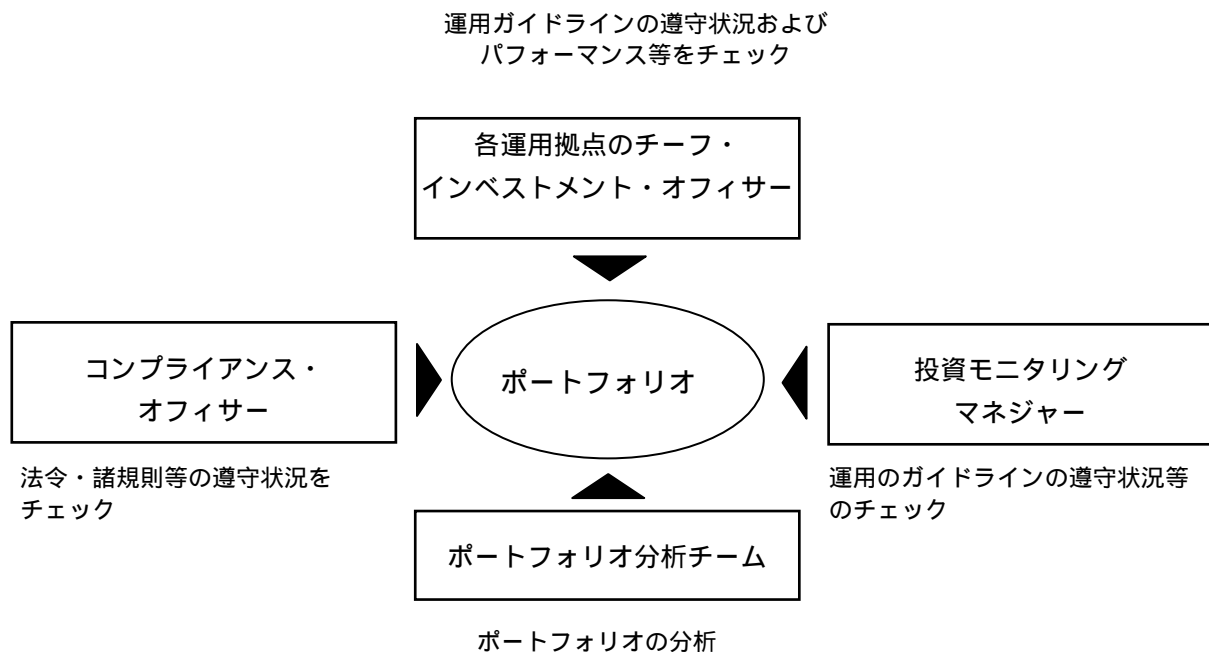 運用ガイドラインの遵守状況および
パフォーマンス等をチェック
各運用拠点のチーフ・
インベストメント・オフィサー
コンプライアンス・
オフィサー
法令・諸規則等の遵守状況を
チェック
ポートフォリオ
投資モニタリング
マネジャー
運用のガイドラインの遵守状況等
のチェック
ポートフォリオ分析チーム
ポートフォリオの分析